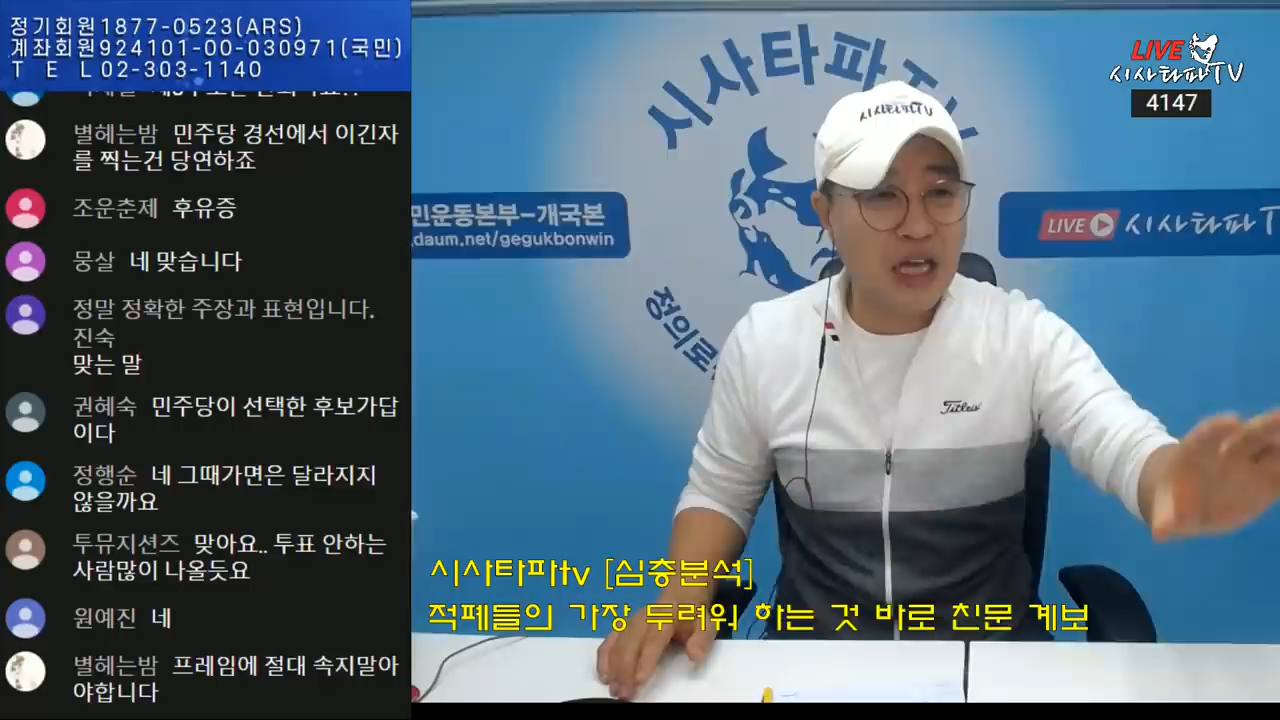 정기회원1877-0523(ARS)
계좌회원924101-00-030971(국민)
T E L 02-303-1140
별헤는밤 민주당 경선에서 이긴자
를 찍는건 당연하죠
조운춘제 후유증
뭉살 네 맞습니다
정말 정확한 주장과 표현입니다.
진숙
맞는 말
권혜숙 민주당이 선택한 후보가답
이다
정행순 네 그때가면은 달라지지
않을까요
투뮤지션즈 맞아요.. 투표 안하는
사람많이 나올듯요
원예진 네
별헤는밤 프레임에 절대 속지말아
야합니다
LIVE
시사타파TV
4147
시사타파
시사타파TV
민운동본부-개국본
.daum.net/gegukbonwin
LIVE 시사타파T
정의로
Titleist
시사타파tv [심층분석]
적폐들의 가장 두려워 하는 것 바로 친문 계보